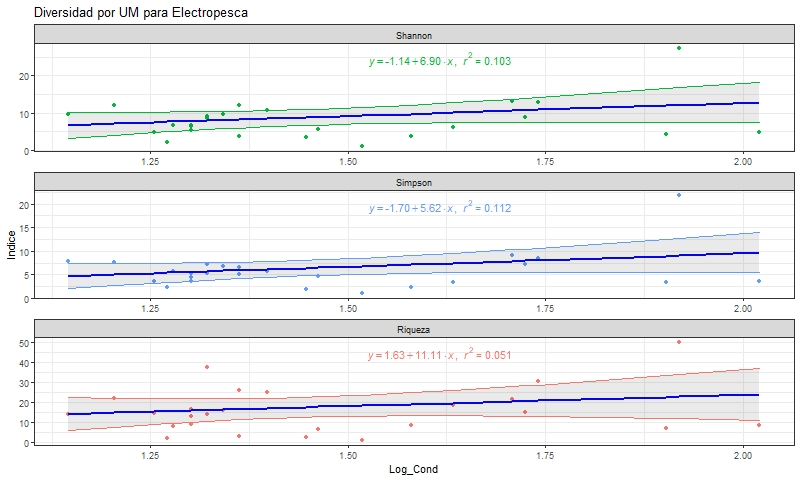 Diversidad por UM para Electropesca
Shannon
y = -1.14 + 6.90 · x, r² = 0.103
20
10
0
1.25 1.50 1.75 2.00
Simpson
y = -1.70 + 5.62 · x, r² = 0.112
20
15
10
5
0
1.25 1.50 1.75 2.00
Indice
Riqueza
y = 1.63 + 11.11 · x, r² = 0.051
50
40
30
20
10
0
1.25 1.50 1.75 2.00
Log_Cond